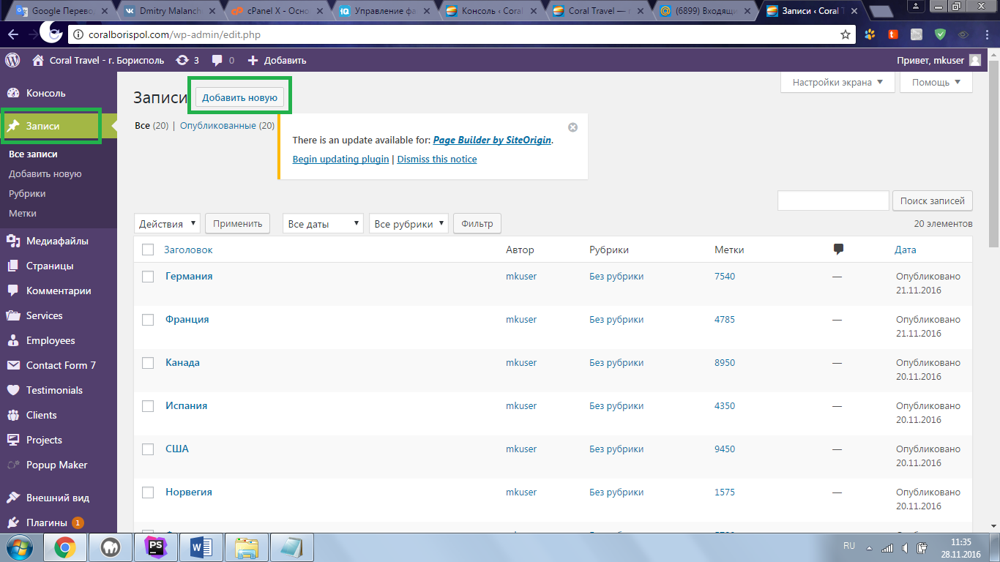 Google Перево
Dmitry Malanch
cPanel X - Осно
Управление фа
Консоль ‹ Coral
Coral Travel — г
(6899) Входящи
Записи ‹ Coral T
coralborispol.com/wp-admin/edit.php
Coral Travel - г. Борисполь
3
0
Добавить
Привет, mkuser
Консоль
Записи
Все записи
Добавить новую
Рубрики
Метки
Медиафайлы
Страницы
Комментарии
Services
Employees
Contact Form 7
Testimonials
Clients
Projects
Popup Maker
Внешний вид
Плагины 1
Настройки экрана
Помощь
Записи
Добавить новую
Все (20) | Опубликованные (20)
There is an update available for: Page Builder by SiteOrigin.
Begin updating plugin | Dismiss this notice
Поиск записей
Действия
Применить
Все даты
Все рубрики
Фильтр
20 элементов
Заголовок Автор Рубрики Метки Дата
Германия mkuser Без рубрики 7540 — Опубликовано
21.11.2016
Франция mkuser Без рубрики 4785 — Опубликовано
21.11.2016
Канада mkuser Без рубрики 8950 — Опубликовано
20.11.2016
Испания mkuser Без рубрики 4350 — Опубликовано
20.11.2016
США mkuser Без рубрики 9450 — Опубликовано
20.11.2016
Норвегия mkuser Без рубрики 1575 — Опубликовано
20.11.2016
RU
11:35
28.11.2016